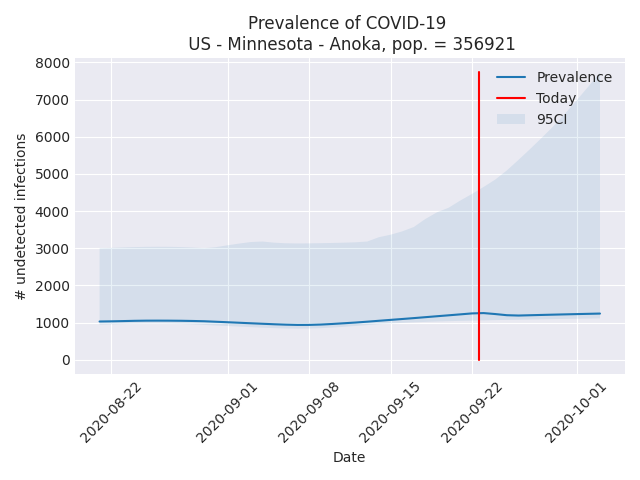 Prevalence of COVID-19
US - Minnesota - Anoka, pop. = 356921
8000
7000
6000
5000
4000
3000
2000
1000
0
# undetected infections
Prevalence
Today
95CI
2020-08-22
2020-09-01
2020-09-08
2020-09-15
2020-09-22
2020-10-01
Date